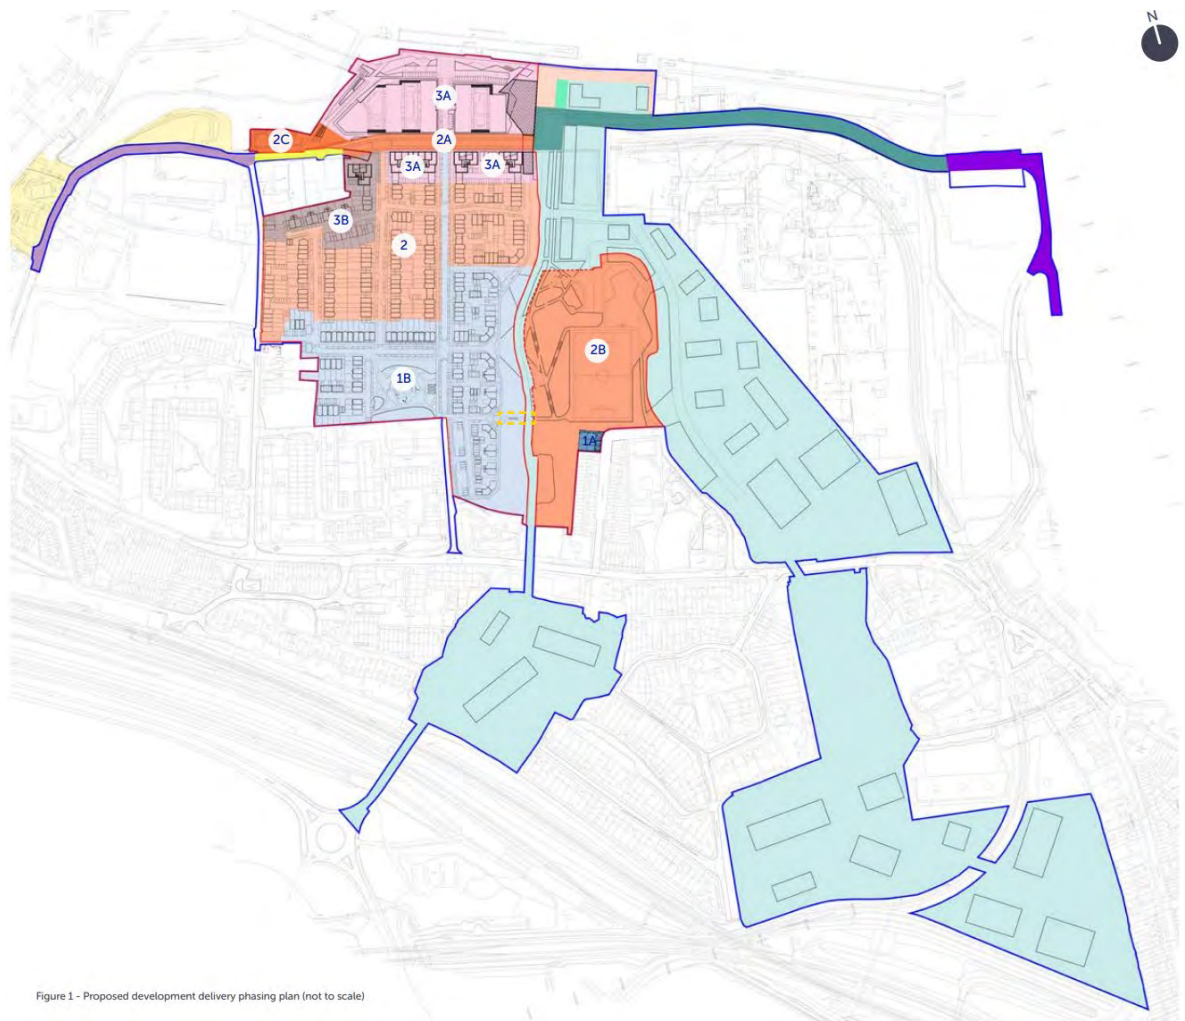 N
3A
2C
2A
3A
3A
3B
2
2B
1B
1A
Figure 1 - Proposed development delivery phasing plan (not to scale)